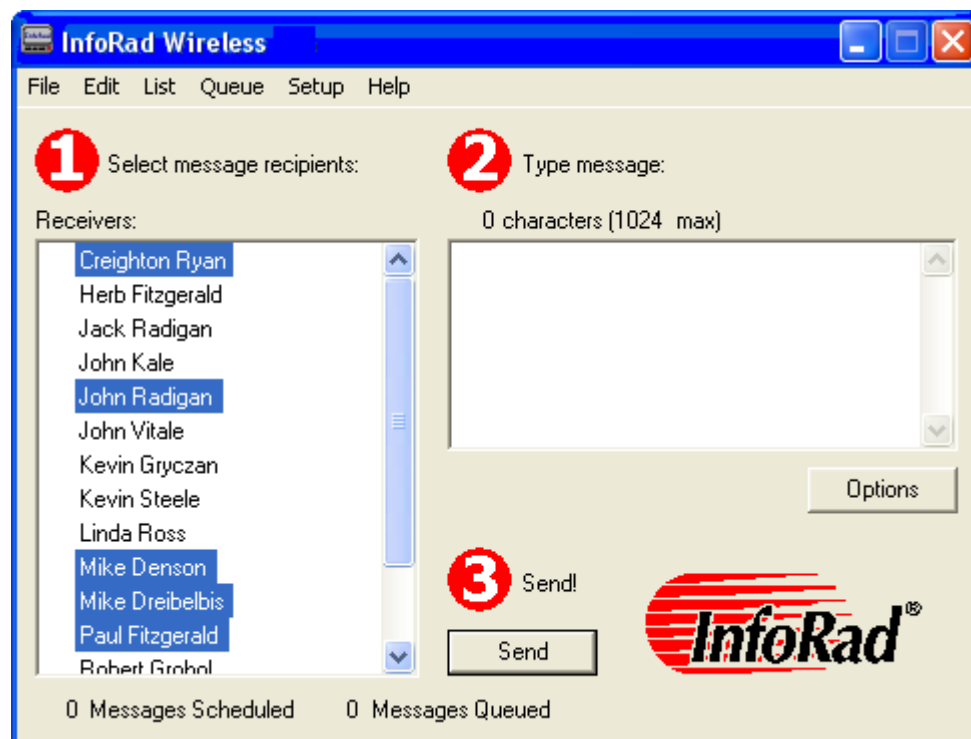 InfoRad Wireless
File Edit List Queue Setup Help
1 Select message recipients:
Receivers:
Creighton Ryan
Herb Fitzgerald
Jack Radigan
John Kale
John Radigan
John Vitale
Kevin Gryczan
Kevin Steele
Linda Ross
Mike Denson
Mike Dreibelbis
Paul Fitzgerald
Robert Grohol
2 Type message:
0 characters (1024 max)
Options
3 Send!
Send
InfoRad®
0 Messages Scheduled 0 Messages Queued